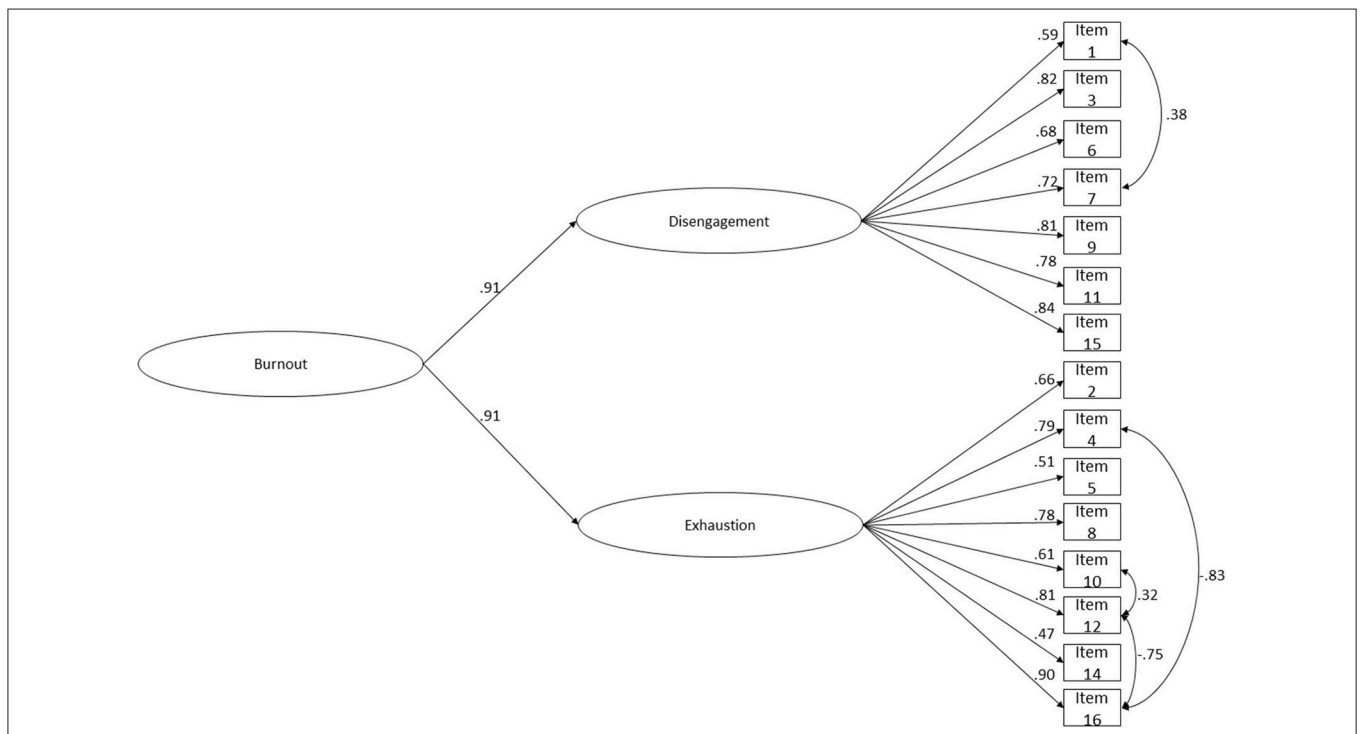 .59
Item
1
.82
Item
3
.38
.68
Item
6
.72
Item
7
Disengagement
.81
Item
9
.78
Item
11
.91
.84
Item
15
Burnout
.66
Item
2
.91
.79
Item
4
.51
Item
5
Exhaustion
.78
Item
8
.61
Item
10
-.83
.81
.32
Item
12
.47
Item
14
-.75
.90
Item
16